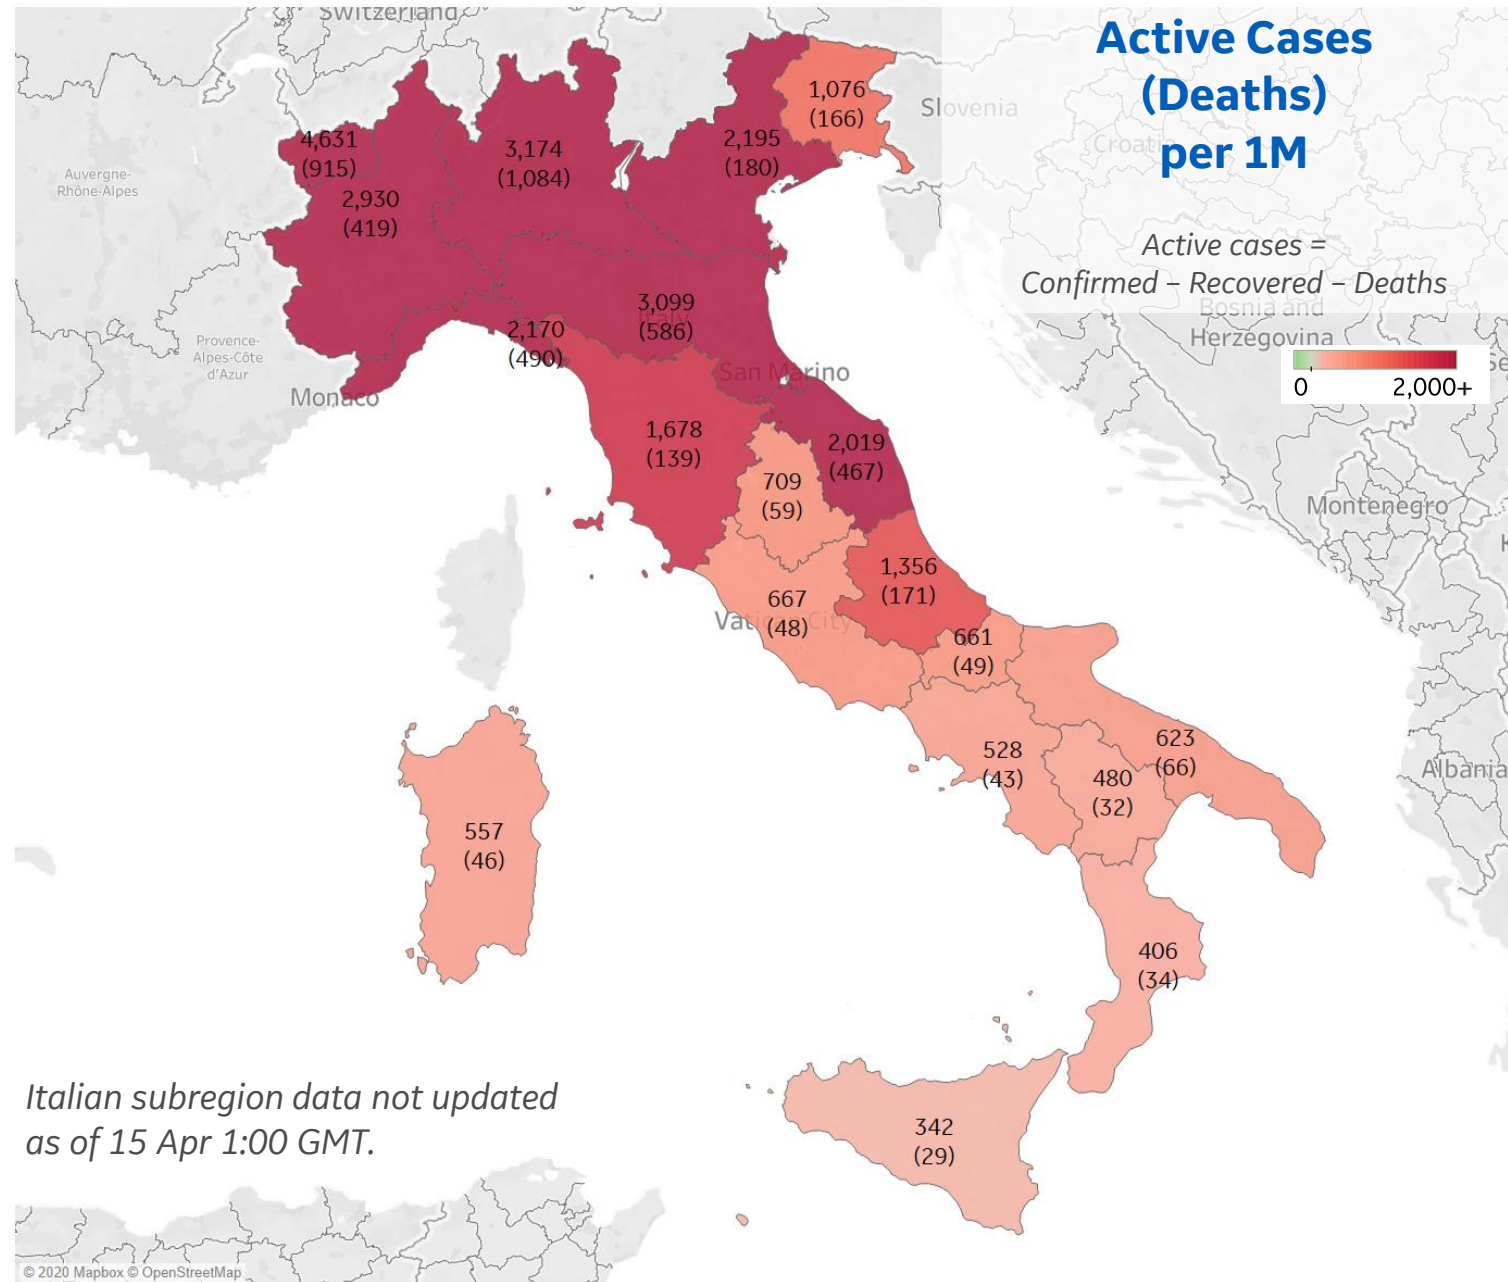 Switzerland
Active Cases
(Deaths)
per 1M
Active cases =
Confirmed – Recovered – Deaths
0
2,000+
1,076
(166)
Slovenia
Croatia
4,631
(915)
3,174
(1,084)
2,195
(180)
Auvergne-
Rhône-Alpes
2,930
(419)
3,099
Italy
(586)
Bosnia and
Herzegovina
Se
2,170
(490)
Provence-
Alpes-Côte
d'Azur
Monaco
San Marino
1,678
(139)
2,019
(467)
709
(59)
Montenegro
K
1,356
(171)
667
(48)
Vatican City
661
(49)
528
(43)
623
(66)
480
(32)
Albania
557
(46)
406
(34)
342
(29)
Italian subregion data not updated
as of 15 Apr 1:00 GMT.
© 2020 Mapbox © OpenStreetMap